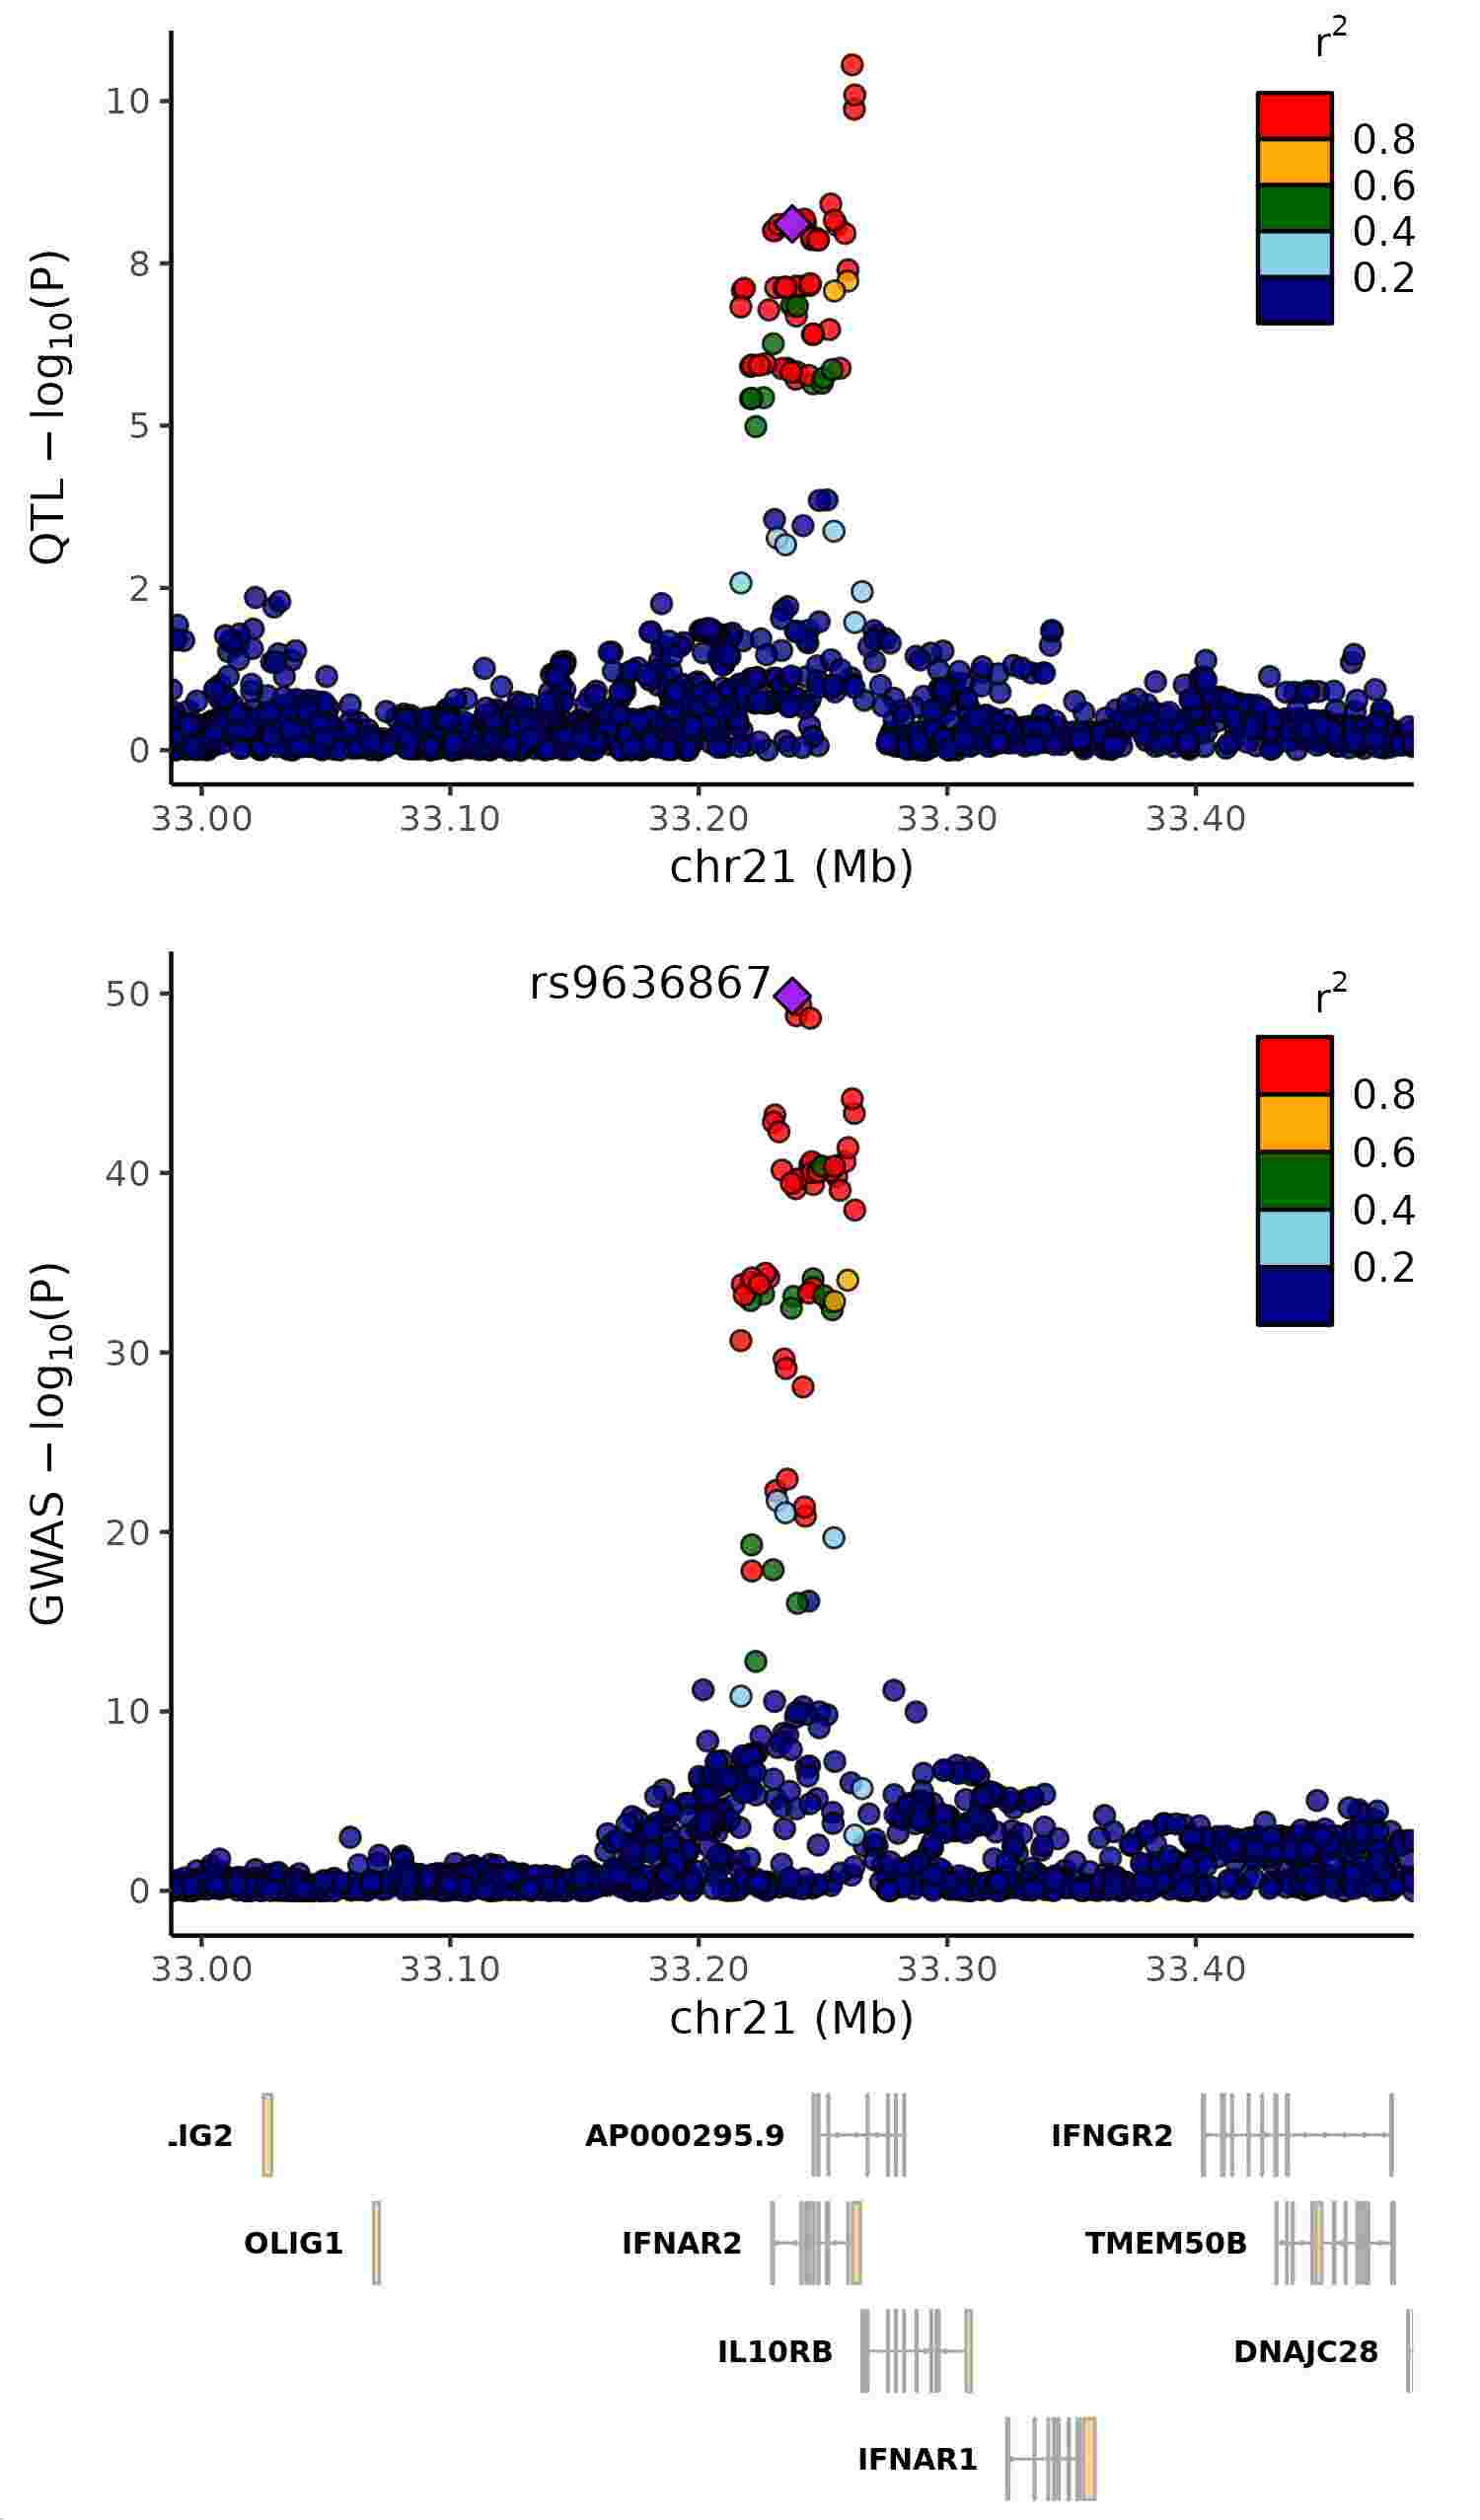 r2
10
8
5
2
0
0.8
0.6
0.4
0.2
QTL −log10(P)
33.00 33.10 33.20 33.30 33.40
chr21 (Mb)
rs9636867
r2
50
40
30
20
10
0
0.8
0.6
0.4
0.2
GWAS −log10(P)
33.00 33.10 33.20 33.30 33.40
chr21 (Mb)
.IG2 AP000295.9 IFNGR2
OLIG1 IFNAR2 TMEM50B
IL10RB DNAJC28
IFNAR1